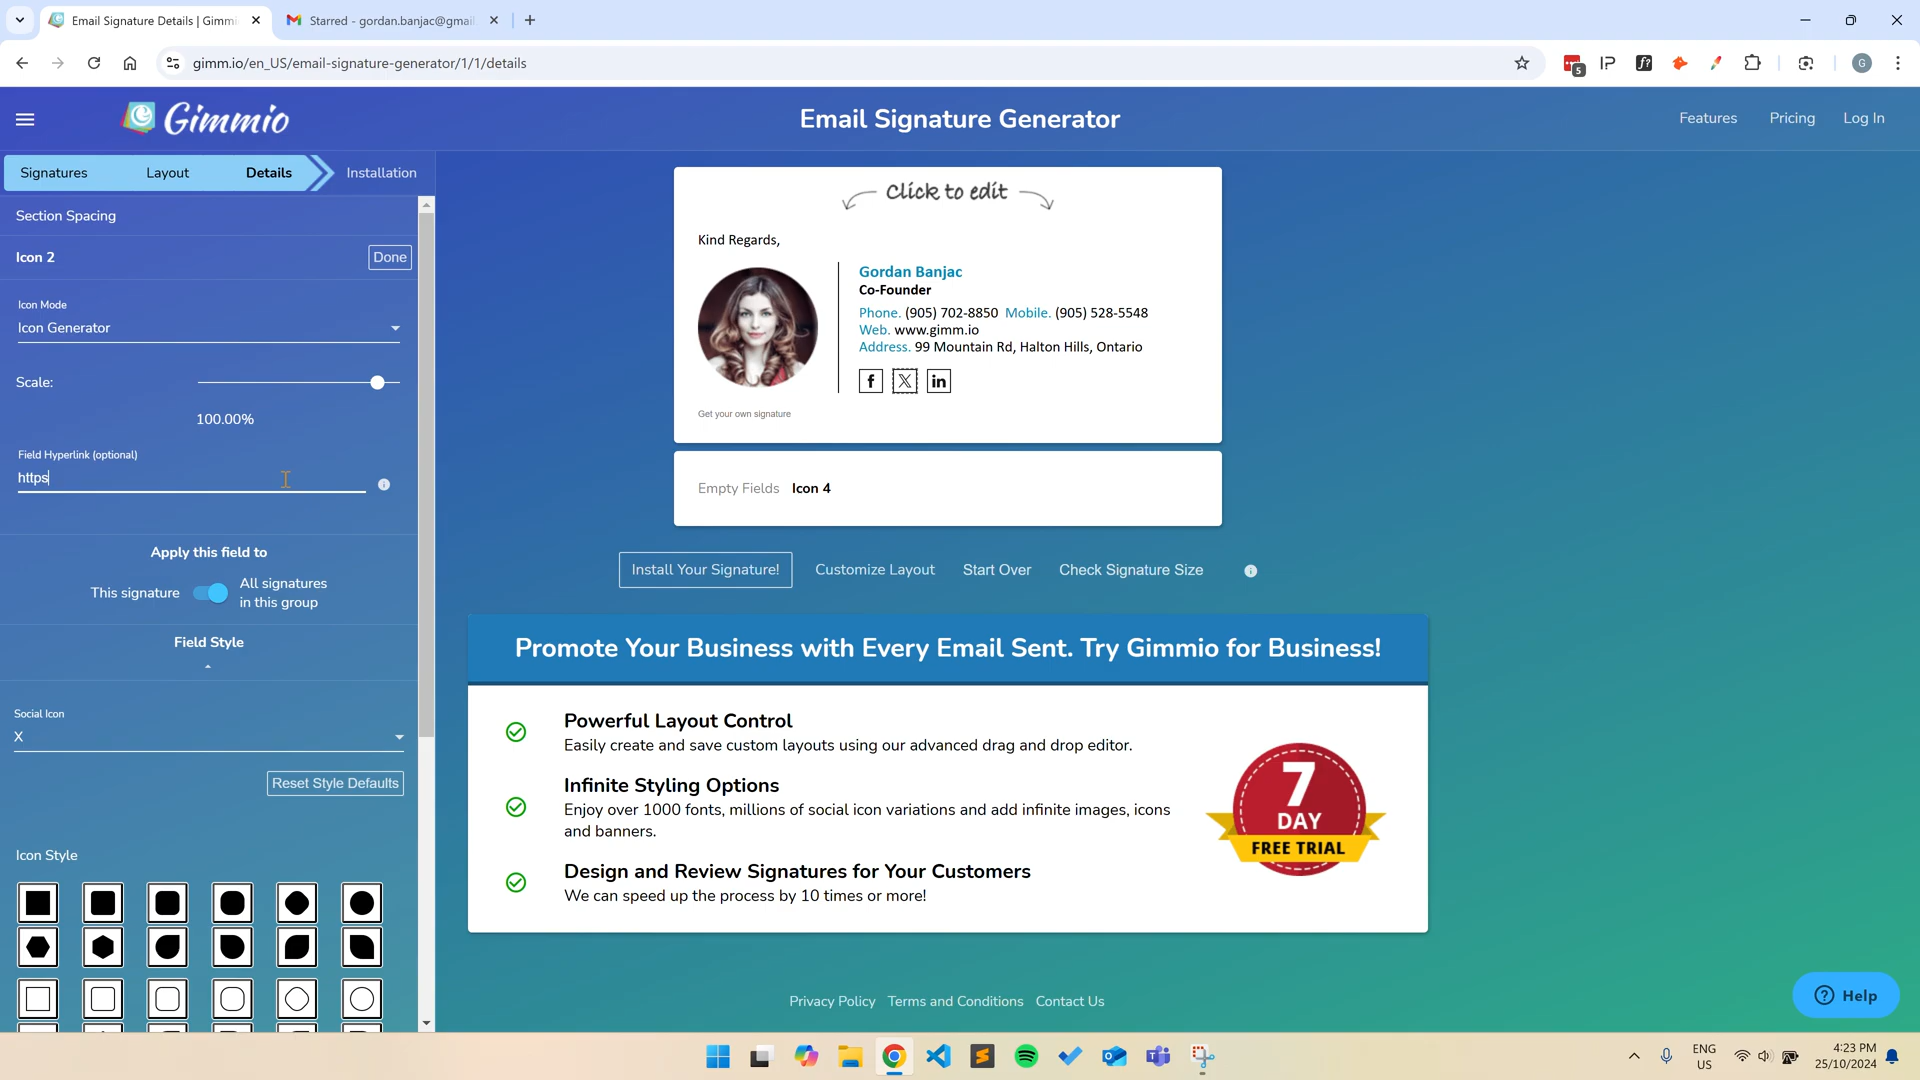 Email Signature Details | Gimmi
Starred - gordan.banjac@gmail
gimm.io/en_US/email-signature-generator/1/1/details
5
G
Gimmio
Email Signature Generator
Features Pricing Log In
Signatures Layout Details Installation
Section Spacing
Icon 2 Done
Icon Mode
Icon Generator
Scale:
100.00%
Field Hyperlink (optional)
https
Apply this field to
This signature
All signatures
in this group
Field Style
Social Icon
X
Reset Style Defaults
Icon Style
Click to edit
Kind Regards,
Gordan Banjac
Co-Founder
Phone. (905) 702-8850 Mobile. (905) 528-5548
Web. www.gimm.io
Address. 99 Mountain Rd, Halton Hills, Ontario
Get your own signature
Empty Fields Icon 4
Install Your Signature! Customize Layout Start Over Check Signature Size
Promote Your Business with Every Email Sent. Try Gimmio for Business!
Powerful Layout Control
Easily create and save custom layouts using our advanced drag and drop editor.
Infinite Styling Options
Enjoy over 1000 fonts, millions of social icon variations and add infinite images, icons
and banners.
Design and Review Signatures for Your Customers
We can speed up the process by 10 times or more!
7
DAY
FREE TRIAL
Privacy Policy Terms and Conditions Contact Us
Help
ENG
US
4:23 PM
25/10/2024